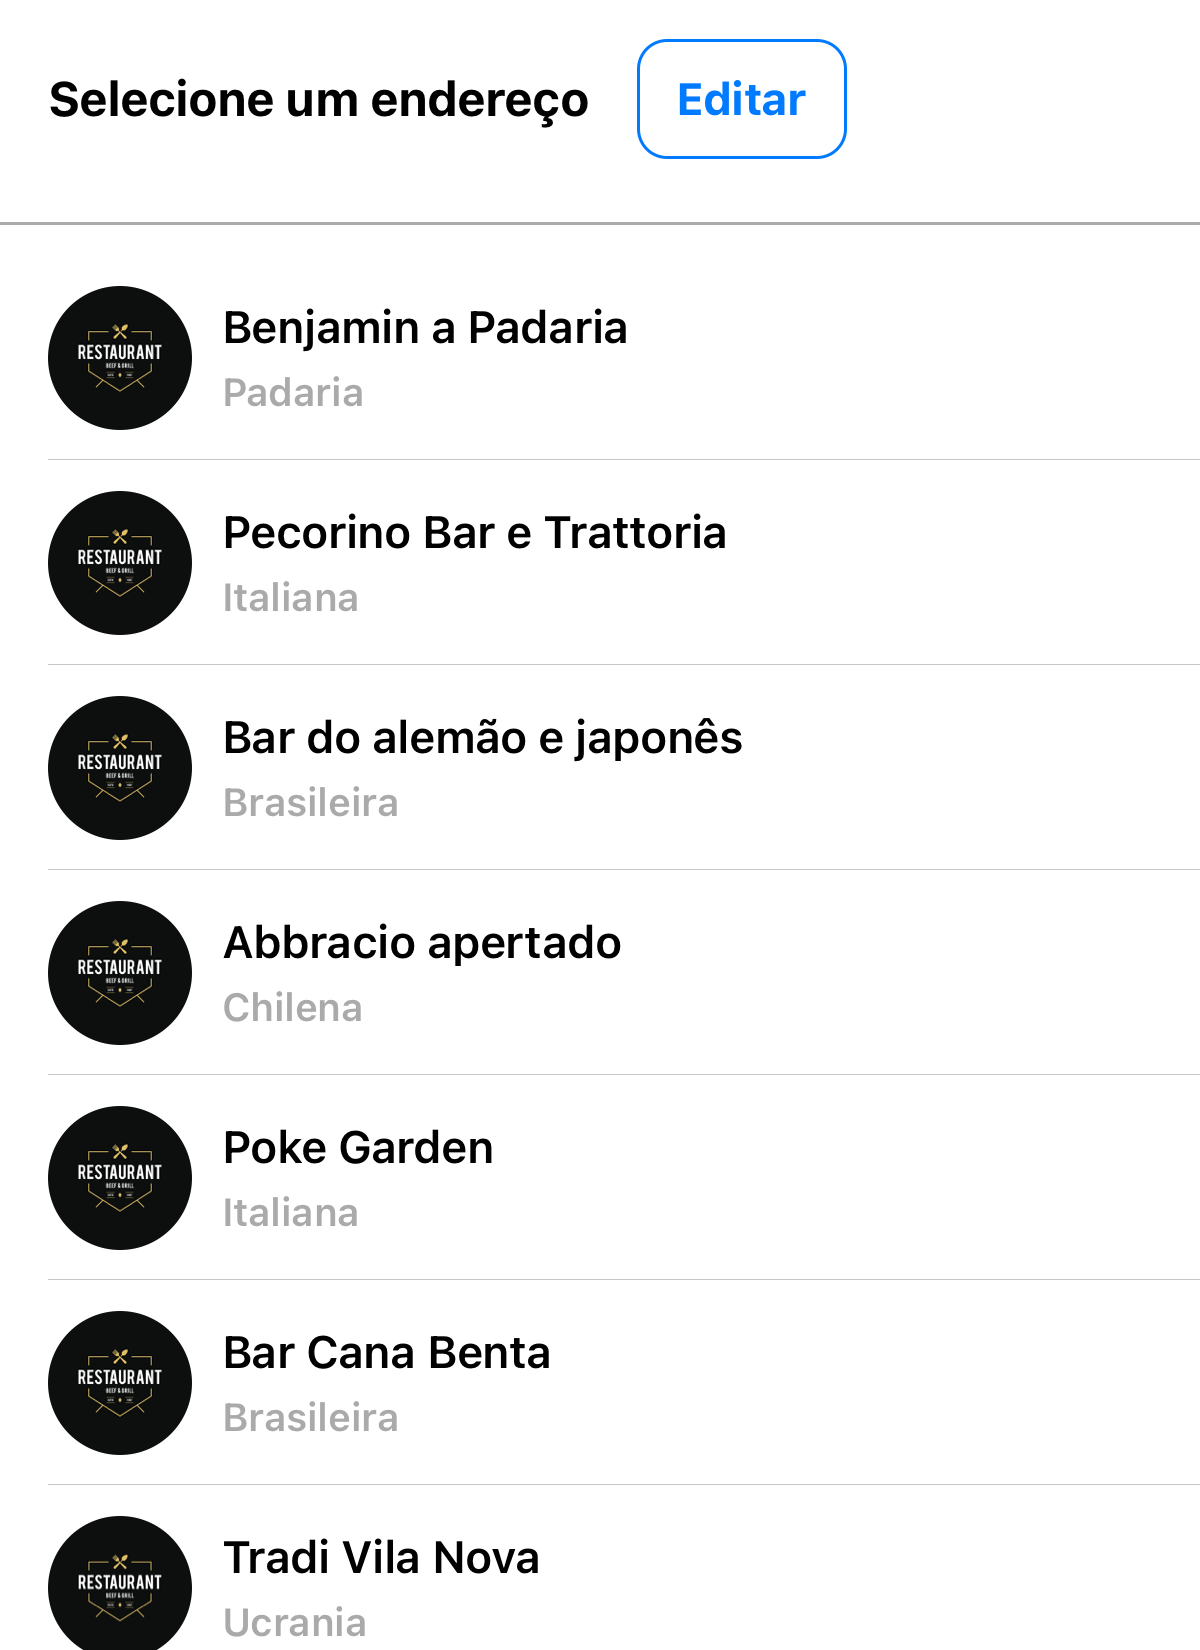 Selecione um endereço
Editar
RESTAURANT
BEEF & GRILL
Benjamin a Padaria
Padaria
RESTAURANT
BEEF & GRILL
Pecorino Bar e Trattoria
Italiana
RESTAURANT
BEEF & GRILL
Bar do alemão e japonês
Brasileira
RESTAURANT
BEEF & GRILL
Abbracio apertado
Chilena
RESTAURANT
BEEF & GRILL
Poke Garden
Italiana
RESTAURANT
BEEF & GRILL
Bar Cana Benta
Brasileira
RESTAURANT
BEEF & GRILL
Tradi Vila Nova
Ucrania